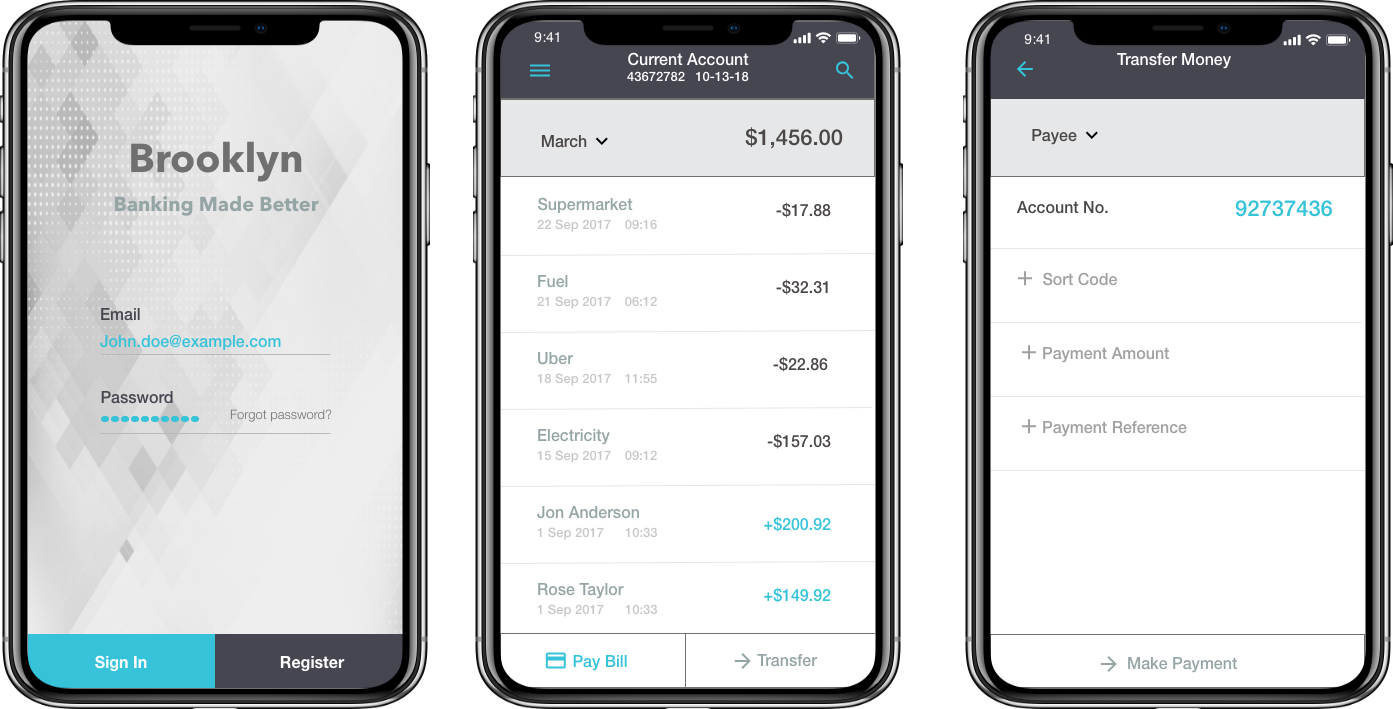 Brooklyn
Banking Made Better
Email
John.doe@example.com
Password
Forgot password?
Sign In
Register
9:41
Current Account
43672782 10-13-18
March
$1,456.00
Supermarket
-$17.88
22 Sep 2017 09:16
Fuel
-$32.31
21 Sep 2017 06:12
Uber
-$22.86
18 Sep 2017 11:55
Electricity
-$157.03
15 Sep 2017 09:12
Jon Anderson
+$200.92
1 Sep 2017 10:33
Rose Taylor
+$149.92
1 Sep 2017 10:33
Pay Bill
Transfer
9:41
Transfer Money
Payee
Account No.
92737436
+ Sort Code
+ Payment Amount
+ Payment Reference
Make Payment